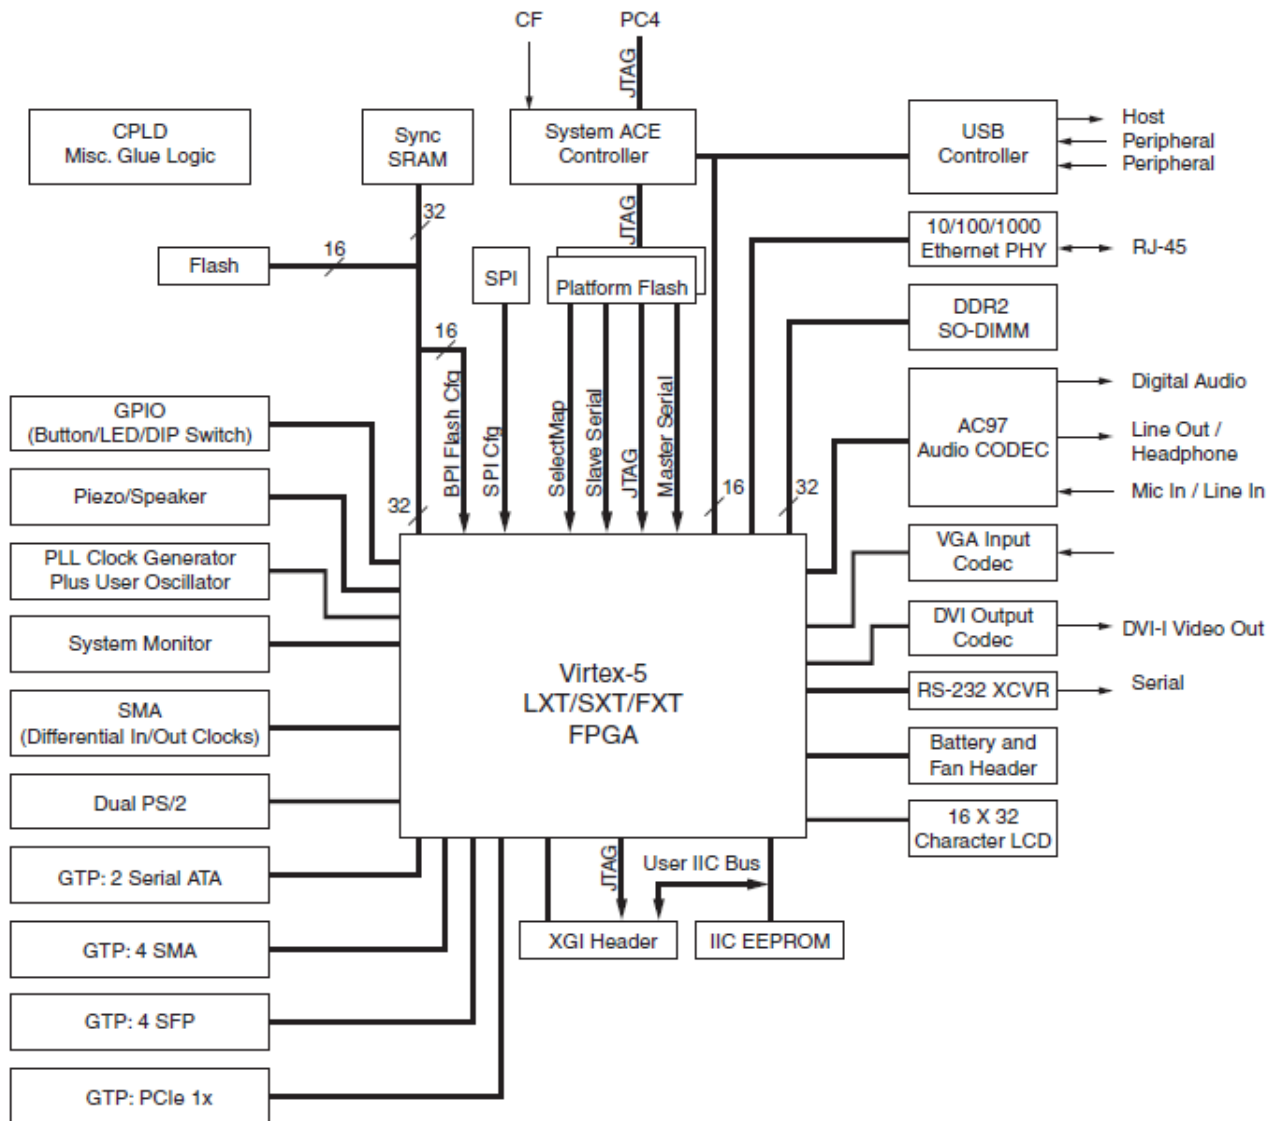 CF
PC4
JTAG
CPLD
Misc. Glue Logic
Sync
SRAM
System ACE
Controller
USB
Controller
Host
Peripheral
Peripheral
32
JTAG
10/100/1000
Ethernet PHY
RJ-45
16
Flash
SPI
Platform Flash
DDR2
SO-DIMM
16
BPI Flash Cfg
SPI Cfg
SelectMap
Slave Serial
JTAG
Master Serial
AC97
Audio CODEC
Digital Audio
Line Out /
Headphone
Mic In / Line In
GPIO
(Button/LED/DIP Switch)
Piezo/Speaker
32
16
32
PLL Clock Generator
Plus User Oscillator
VGA Input
Codec
System Monitor
DVI Output
Codec
DVI-I Video Out
Virtex-5
LXT/SXT/FXT
FPGA
RS-232 XCVR
Serial
SMA
(Differential In/Out Clocks)
Battery and
Fan Header
Dual PS/2
16 X 32
Character LCD
GTP: 2 Serial ATA
JTAG
User IIC Bus
XGI Header
IIC EEPROM
GTP: 4 SMA
GTP: 4 SFP
GTP: PCIe 1x